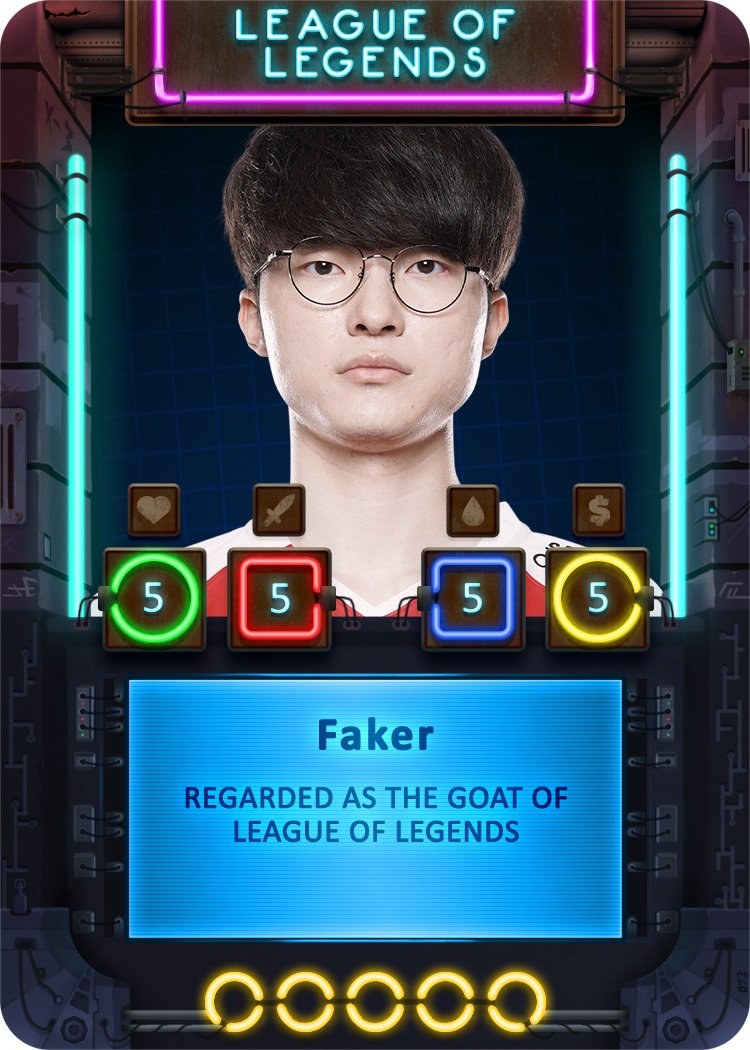 LEAGUE OF
LEGENDS
5 5 5 5
Faker
REGARDED AS THE GOAT OF
LEAGUE OF LEGENDS